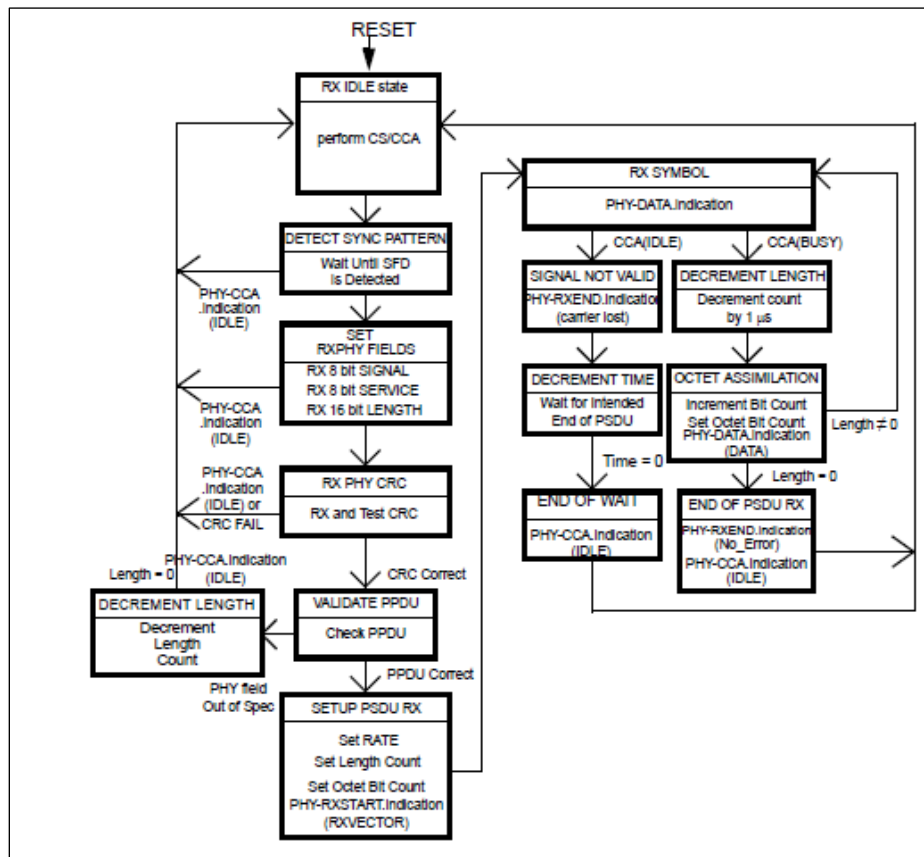 RESET
RX IDLE state
perform CS/CCA
DETECT SYNC PATTERN
Wait Until SFD
is Detected
PHY-CCA
.Indication
(IDLE)
SET
RXPHY FIELDS
RX 8 bit SIGNAL
RX 8 bit SERVICE
RX 16 bit LENGTH
PHY-CCA
.Indication
(IDLE)
PHY-CCA
.Indication
(IDLE) or
CRC FAIL
RX PHY CRC
RX and Test CRC
PHY-CCA.Indication
(IDLE)
Length = 0
CRC Correct
DECREMENT LENGTH
Decrement
Length
Count
VALIDATE PPDU
Check PPDU
PHY field
Out of Spec
PPDU Correct
SETUP PSDU RX
Set RATE
Set Length Count
Set Octet Bit Count
PHY-RXSTART.Indication
(RXVECTOR)
RX SYMBOL
PHY-DATA.Indication
CCA(IDLE)
CCA(BUSY)
SIGNAL NOT VALID
PHY-RXEND.Indication
(carrier lost)
DECREMENT LENGTH
Decrement count
by 1 μs
DECREMENT TIME
Wait for Intended
End of PSDU
OCTET ASSIMILATION
Increment Bit Count
Set Octet Bit Count
PHY-DATA.Indication
(DATA)
Length ≠ 0
Time = 0
Length = 0
END OF WAIT
PHY-CCA.Indication
(IDLE)
END OF PSDU RX
PHY-RXEND.Indication
(No_Error)
PHY-CCA.Indication
(IDLE)